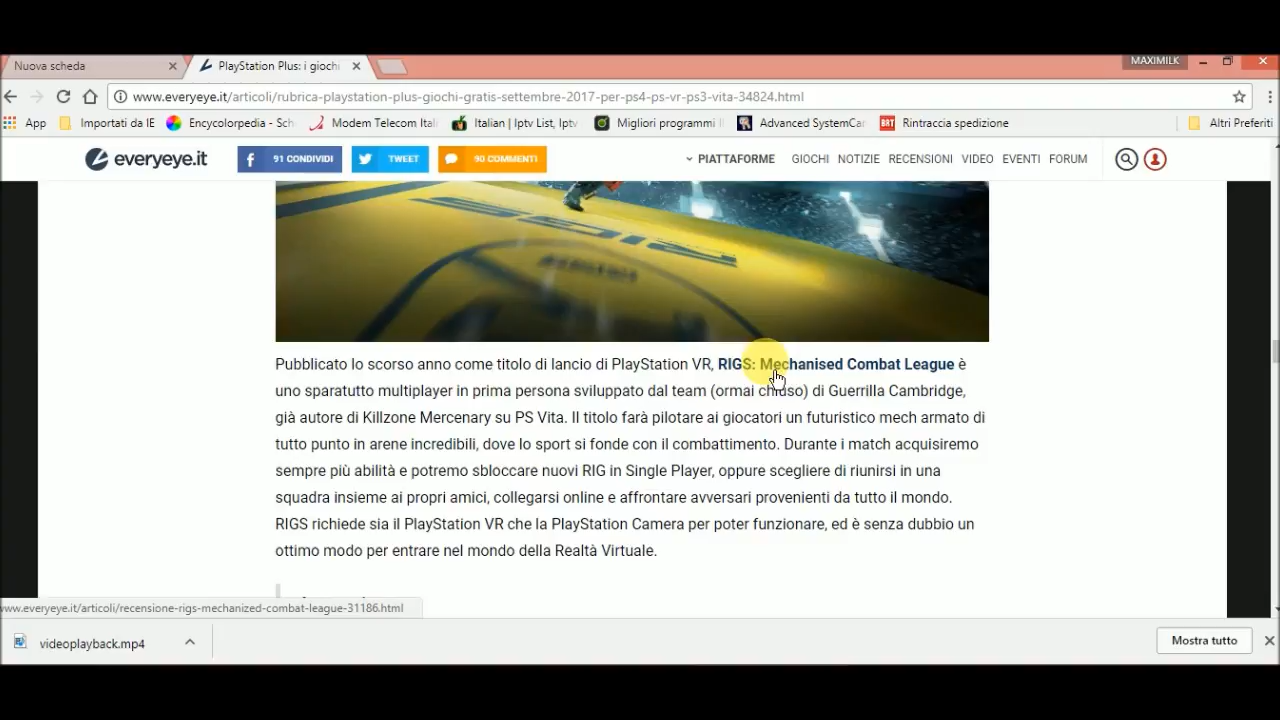 MAXIMILK
Nuova scheda
PlayStation Plus: i giochi
www.everyeye.it/articoli/rubrica-playstation-plus-giochi-gratis-settembre-2017-per-ps4-ps-vr-ps3-vita-34824.html
App Importati da IE Encyclopedia - Sch Modem Telecom Ital Italian | Iptv List, Iptv Migliori programmi Advanced SystemCar BRT Rintraccia spedizione Altri Preferiti
everyeye.it 91 CONDIVIDI TWEET 90 COMMENTI PIATTAFORME GIOCHI NOTIZIE RECENSIONI VIDEO EVENTI FORUM
RIGS
Pubblicato lo scorso anno come titolo di lancio di PlayStation VR, RIGS: Mechanised Combat League è
uno sparatutto multiplayer in prima persona sviluppato dal team (ormai chiuso) di Guerrilla Cambridge,
già autore di Killzone Mercenary su PS Vita. Il titolo farà pilotare ai giocatori un futuristico mech armato di
tutto punto in arene incredibili, dove lo sport si fonde con il combattimento. Durante i match acquisiremo
sempre più abilità e potremo sbloccare nuovi RIG in Single Player, oppure scegliere di riunirsi in una
squadra insieme ai propri amici, collegarsi online e affrontare avversari provenienti da tutto il mondo.
RIGS richiede sia il PlayStation VR che la PlayStation Camera per poter funzionare, ed è senza dubbio un
ottimo modo per entrare nel mondo della Realtà Virtuale.
www.everyeye.it/articoli/recensione-rigs-mechanized-combat-league-31186.html
videoplayback.mp4
Mostra tutto